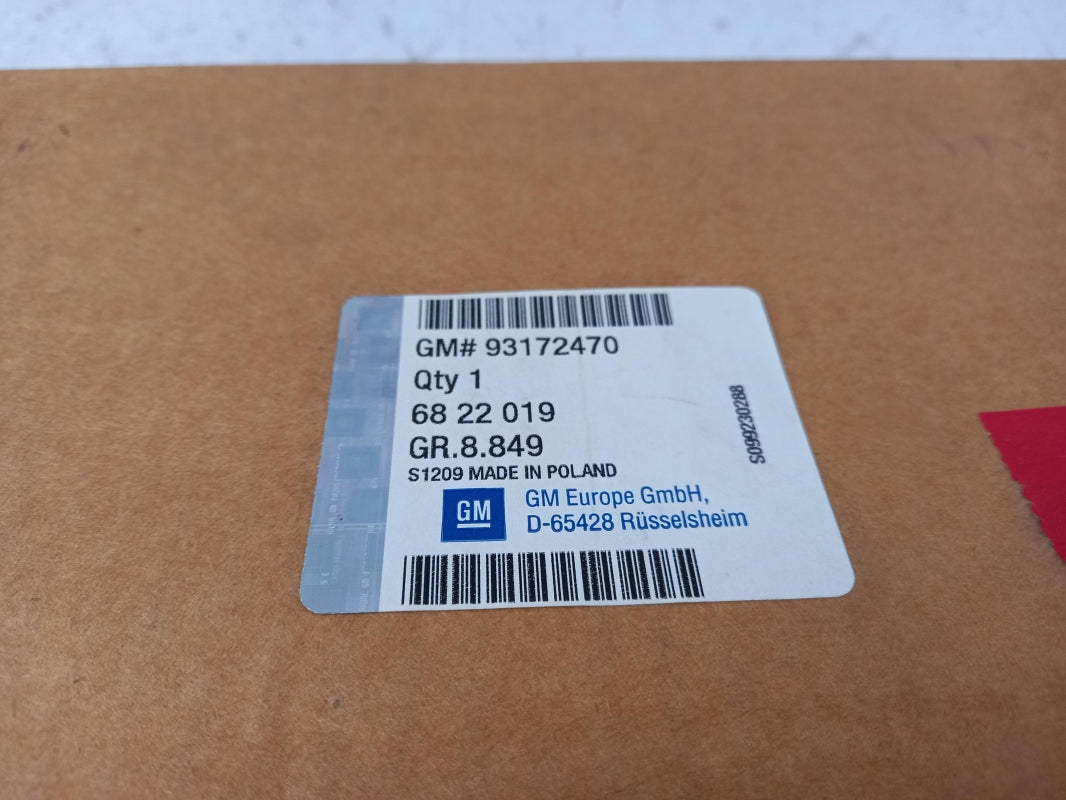 GM# 93172470
Qty 1
68 22 019
GR.8.849
S1209 MADE IN POLAND
GM
GM Europe GmbH,
D-65428 Rüsselsheim
S099230288